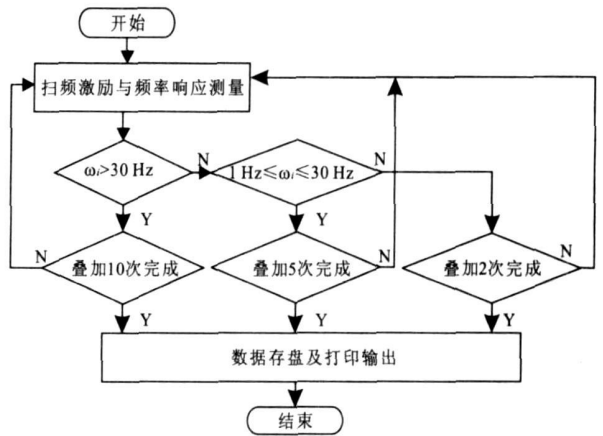 开始
扫频激励与频率响应测量
ωᵢ>30 Hz
N
1 Hz≤ωᵢ≤30 Hz
N
Y
Y
N
叠加10次完成
叠加5次完成
N
叠加2次完成
N
Y
Y
Y
数据存盘及打印输出
结束